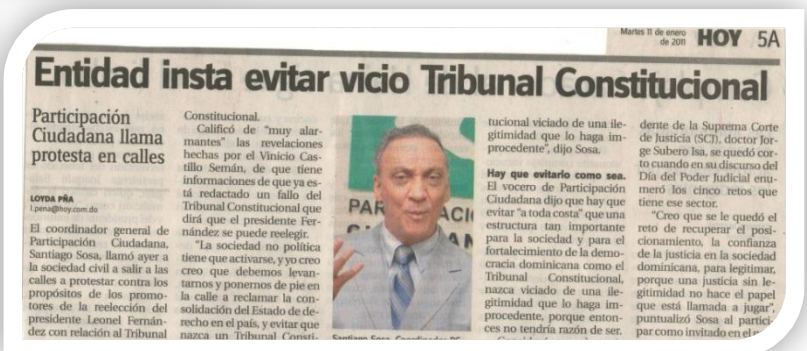 Martes 11 de enero
de 2011
HOY 5A
Entidad insta evitar vicio Tribunal Constitucional
Participación
Ciudadana llama
protesta en calles
LOYDA PÑA
l.pena@hoy.com.do
El coordinador general de
Participación Ciudadana,
Santiago Sosa, llamó ayer a
la sociedad civil a salir a las
calles a protestar contra los
propósitos de los promo-
tores de la reelección del
presidente Leonel Fernán-
dez con relación al Tribunal
Constitucional.
Calificó de “muy alar-
mantes” las revelaciones
hechas por el Vinicio Cas-
tillo Semán, de que tiene
informaciones de que ya es-
tá redactado un fallo del
Tribunal Constitucional que
dirá que el presidente Fer-
nández se puede reelegir.
“La sociedad no política
tiene que activarse, y yo creo
creo que debemos levan-
tarnos y ponernos de pie en
la calle a reclamar la con-
solidación del Estado de de-
recho en el país, y evitar que
nazca un Tribunal Consti-
PAR ACI
Santiago Sosa, Coordinador PC.
tucional viciado de una ile-
gitimidad que lo haga im-
procedente”, dijo Sosa.
Hay que evitarlo como sea.
El vocero de Participación
Ciudadana dijo que hay que
evitar “a toda costa” que una
estructura tan importante
para la sociedad y para el
fortalecimiento de la demo-
cracia dominicana como el
Tribunal Constitucional,
nazca viciado de una ile-
gitimidad que lo haga im-
procedente, porque enton-
ces no tendría razón de ser.
dente de la Suprema Corte
de Justicia (SCJ), doctor Jor-
ge Subero Isa, se quedó cor-
to cuando en su discurso del
Día del Poder Judicial enu-
meró los cinco retos que
tiene ese sector.
“Creo que se le quedó el
reto de recuperar el posi-
cionamiento, la confianza
de la justicia en la sociedad
dominicana, para legitimar,
porque una justicia sin le-
gitimidad no hace el papel
que está llamada a jugar”,
puntualizó Sosa al partici-
par como invitado en el